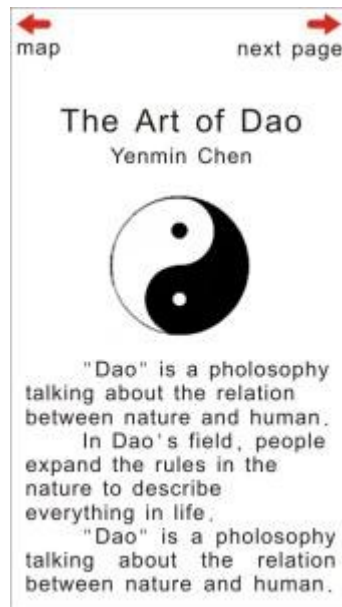 map
next page
The Art of Dao
Yenmin Chen
"Dao" is a pholosophy
talking about the relation
between nature and human.
In Dao's field, people
expand the rules in the
nature to describe
everything in life.
"Dao" is a pholosophy
talking about the relation
between nature and human.